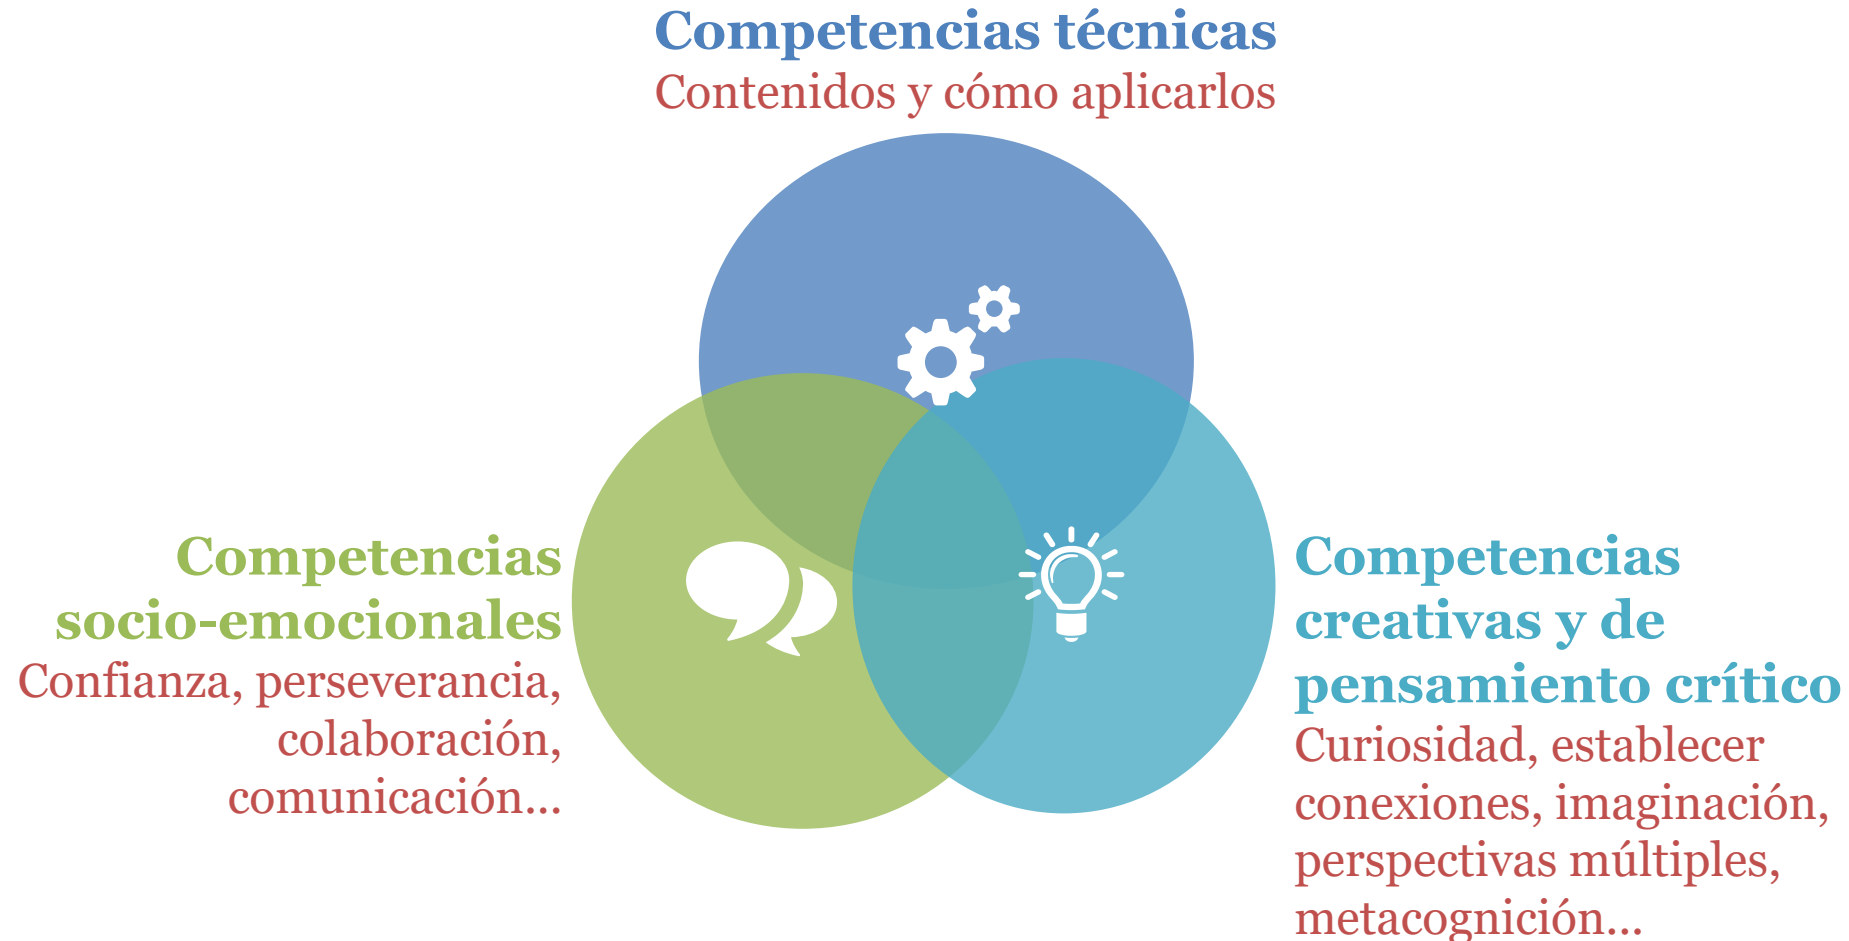 Competencias técnicas
Contenidos y cómo aplicarlos
Competencias
socio-emocionales
Confianza, perseverancia,
colaboración,
comunicación...
Competencias
creativas y de
pensamiento crítico
Curiosidad, establecer
conexiones, imaginación,
perspectivas múltiples,
metacognición...